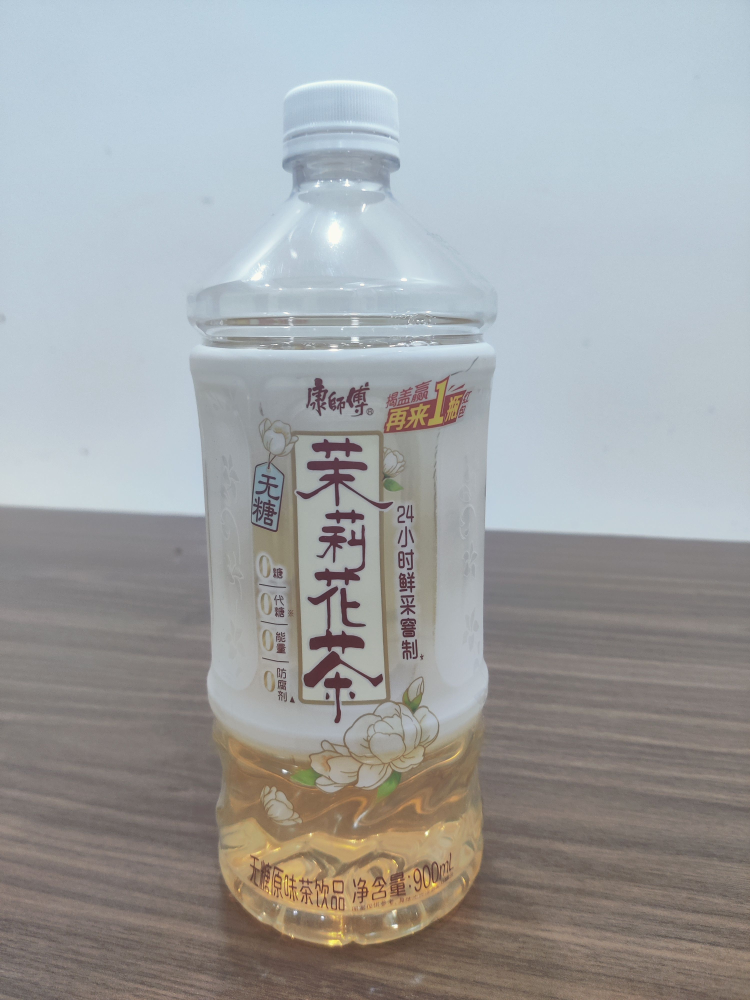 康師傅®
揭盖赢
再来1瓶
红包
无糖
茉莉花茶
24小时鲜采窨制
0糖
0代糖
0能量
0防腐剂▲
无糖原味茶饮品 净含量:900mL